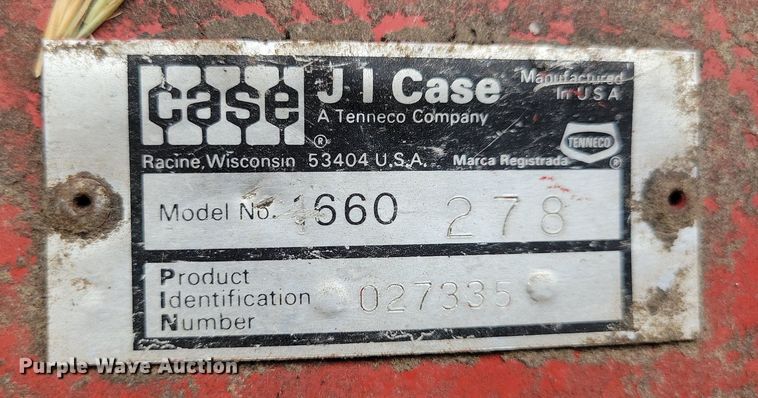 case
J I Case
Manufactured
In U S A
A Tenneco Company
®
TENNECO
Racine, Wisconsin 53404 U.S.A. Marca Registrada ©
Model No. 1660 278
Product
Identification 027335
Number
Purple Wave Auction